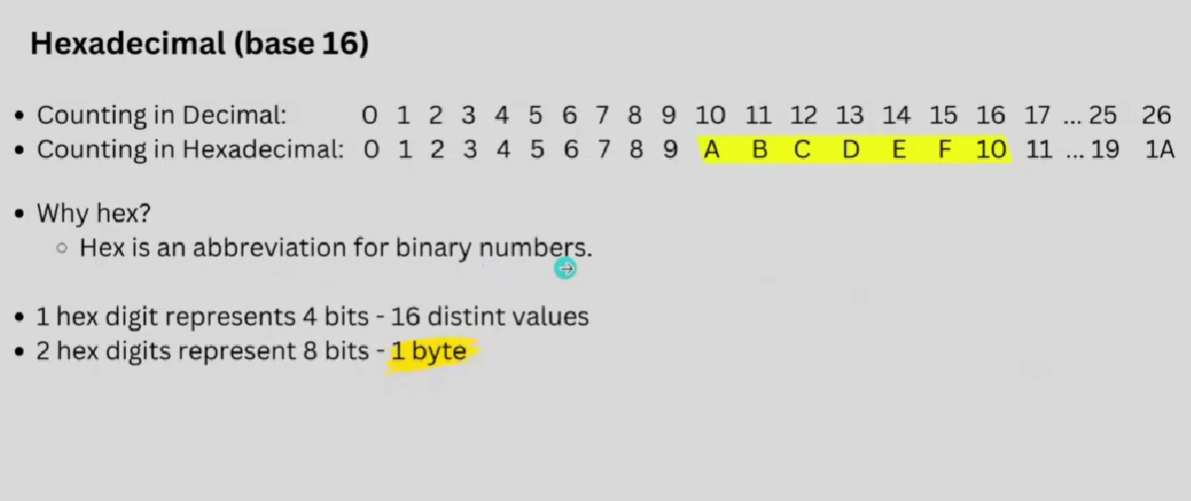 Hexadecimal (base 16)
• Counting in Decimal: 0 1 2 3 4 5 6 7 8 9 10 11 12 13 14 15 16 17 ... 25 26
• Counting in Hexadecimal: 0 1 2 3 4 5 6 7 8 9 A B C D E F 10 11 ... 19 1A
• Why hex?
○ Hex is an abbreviation for binary numbers.
• 1 hex digit represents 4 bits - 16 distint values
• 2 hex digits represent 8 bits - 1 byte